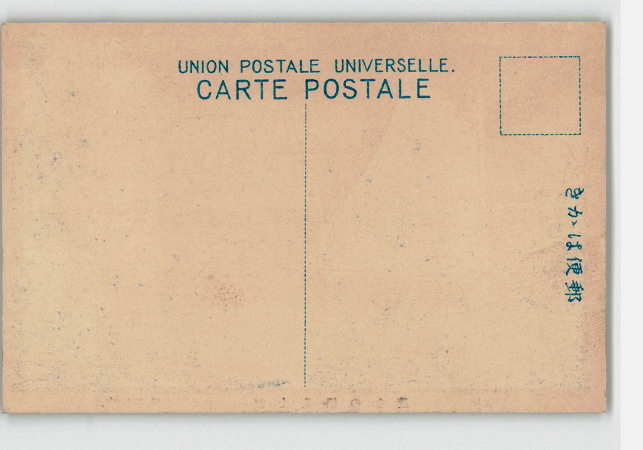 UNION POSTALE UNIVERSELLE.
CARTE POSTALE
きかは便郵